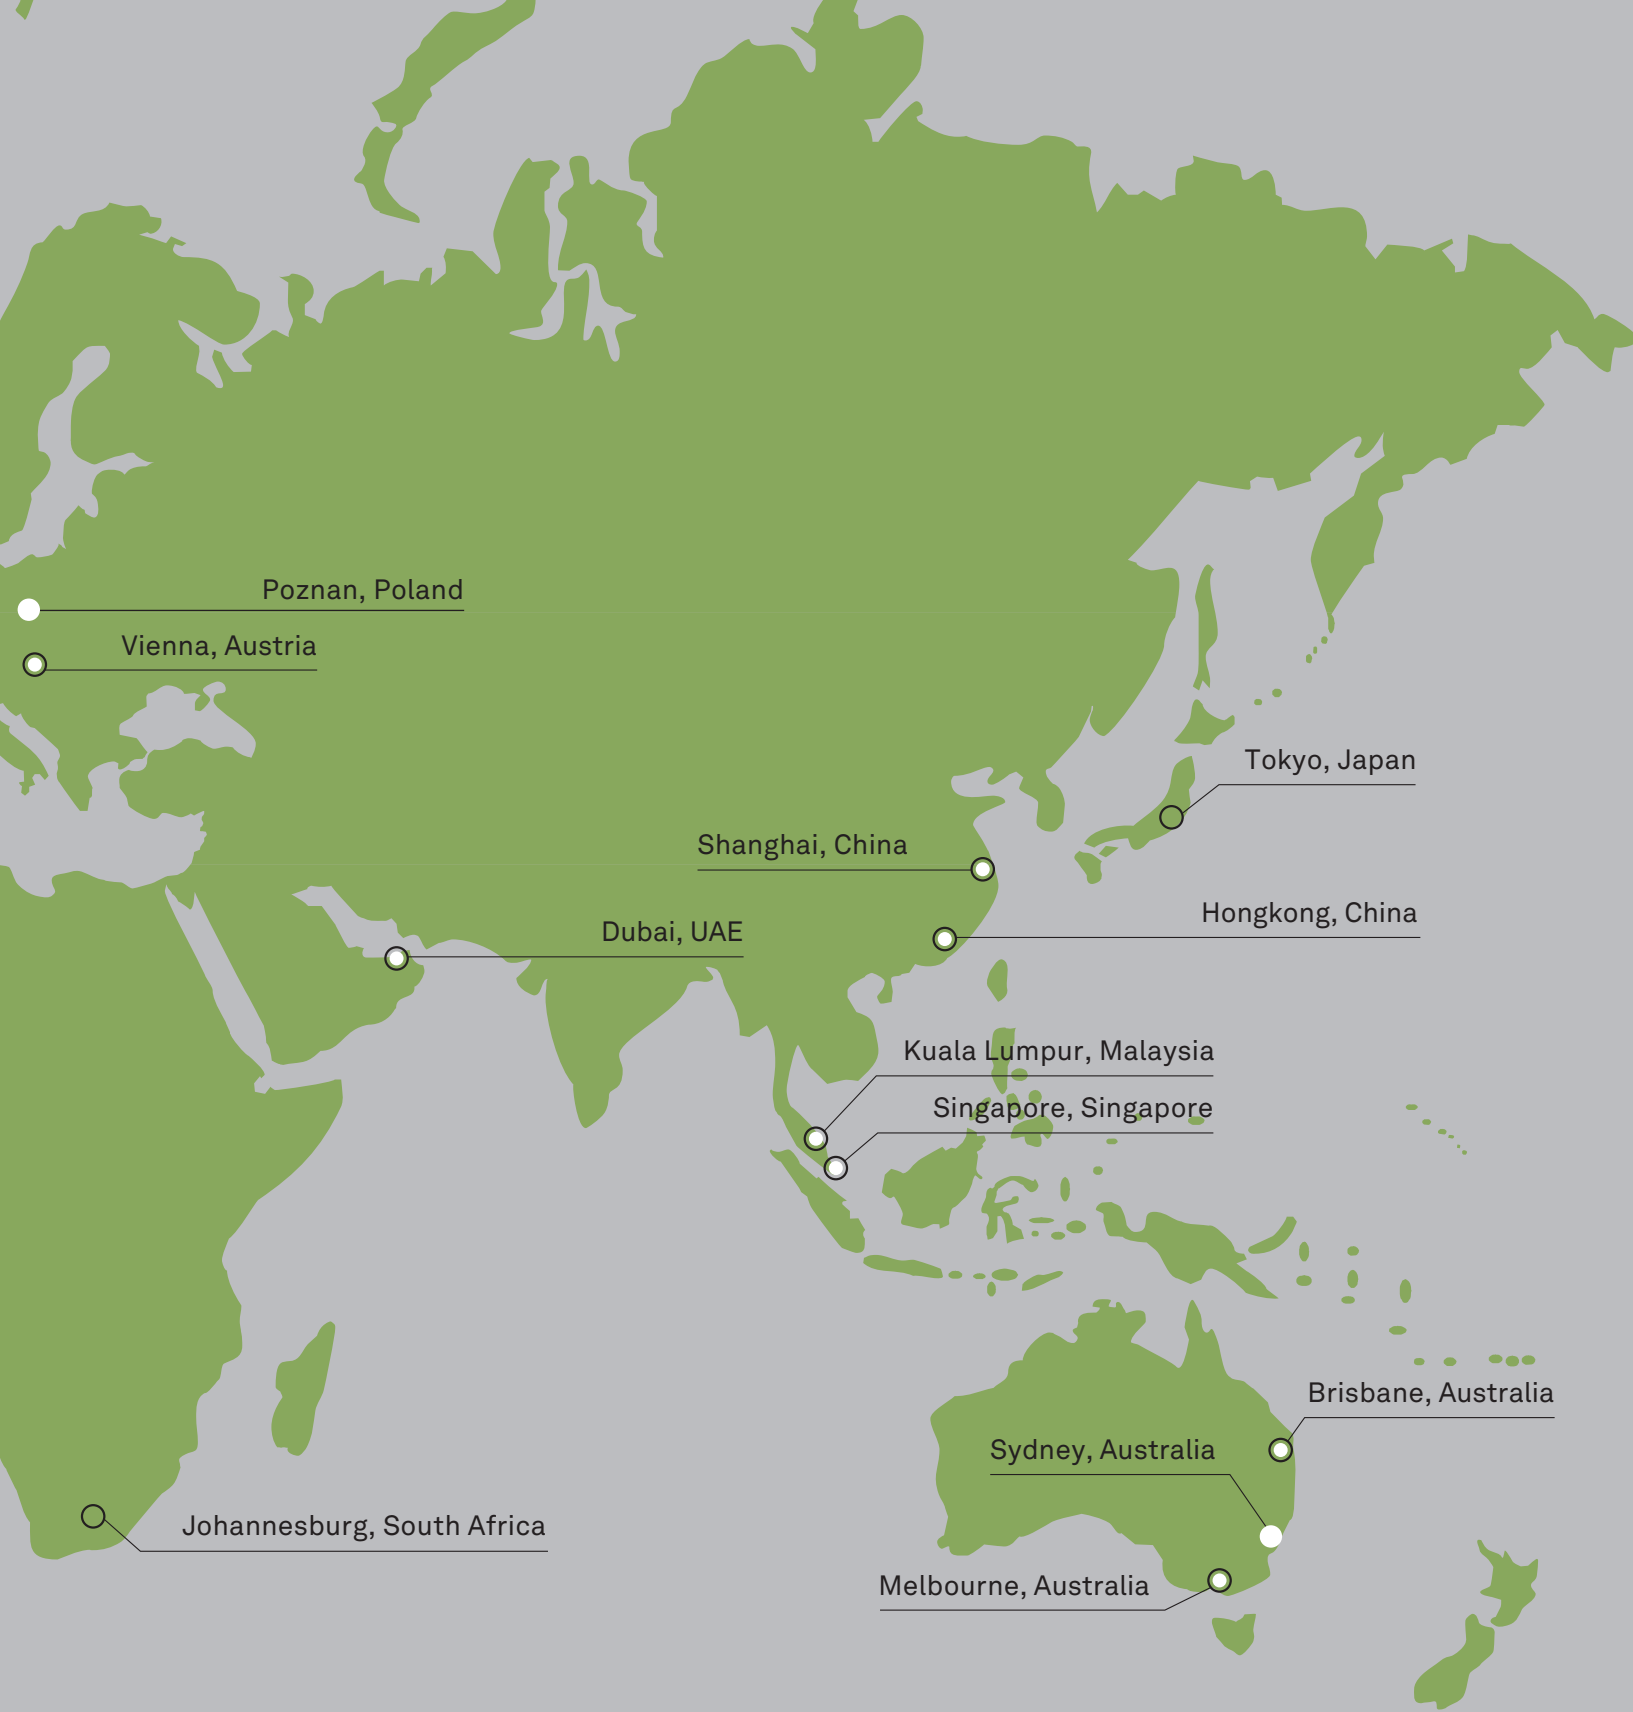 Poznan, Poland
Vienna, Austria
Tokyo, Japan
Shanghai, China
Hongkong, China
Dubai, UAE
Kuala Lumpur, Malaysia
Singapore, Singapore
Brisbane, Australia
Sydney, Australia
Johannesburg, South Africa
Melbourne, Australia